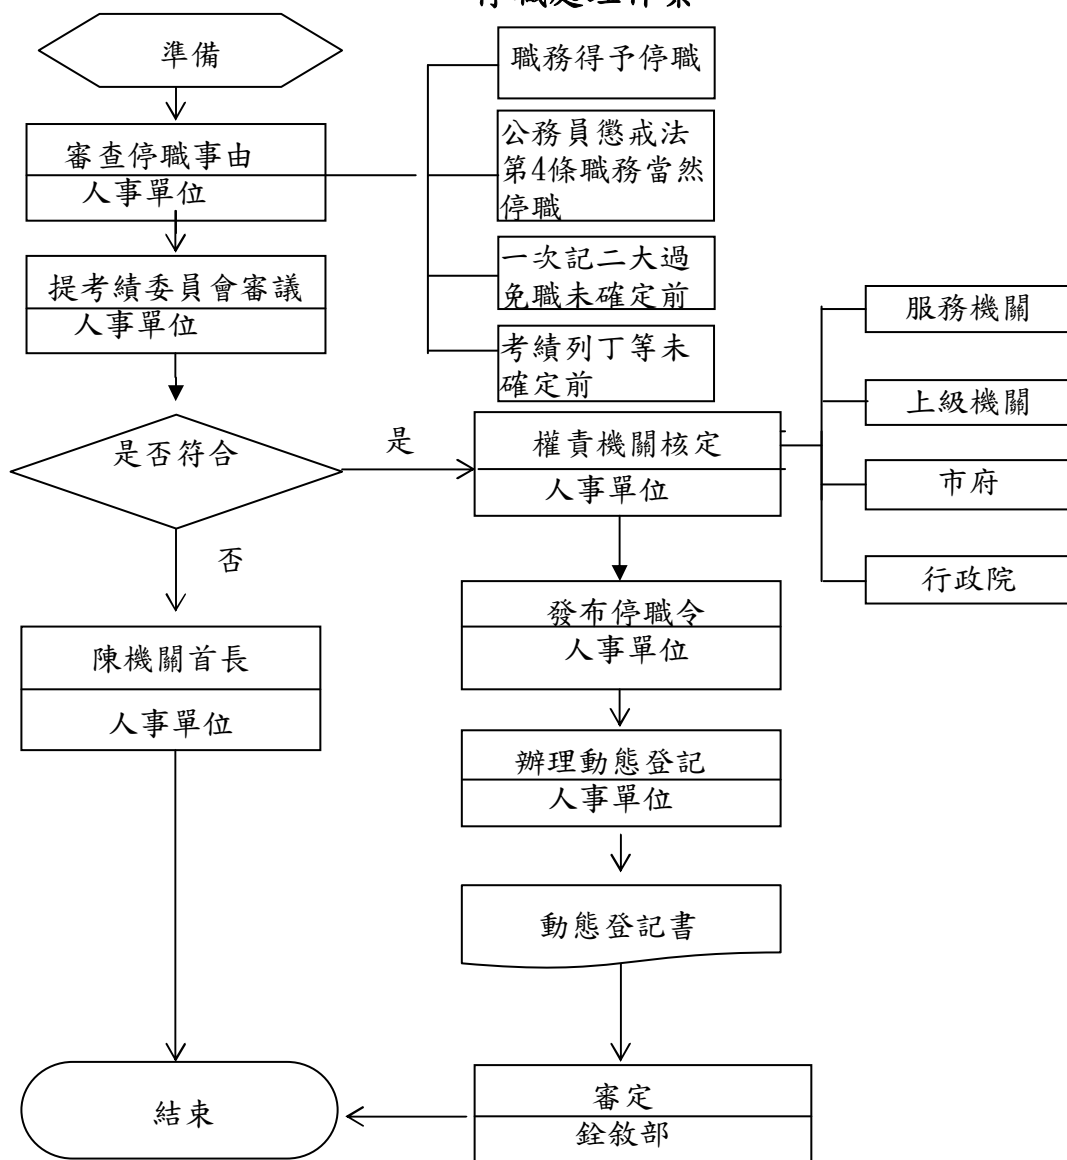 停職處理作業
準備
審查停職事由
人事單位
職務得予停職
公務員懲戒法
第4條職務當然
停職
一次記二大過
免職未確定前
考績列丁等未
確定前
提考績委員會審議
人事單位
是否符合
是
否
權責機關核定
人事單位
服務機關
上級機關
市府
行政院
發布停職令
人事單位
陳機關首長
人事單位
辦理動態登記
人事單位
動態登記書
審定
銓敘部
結束